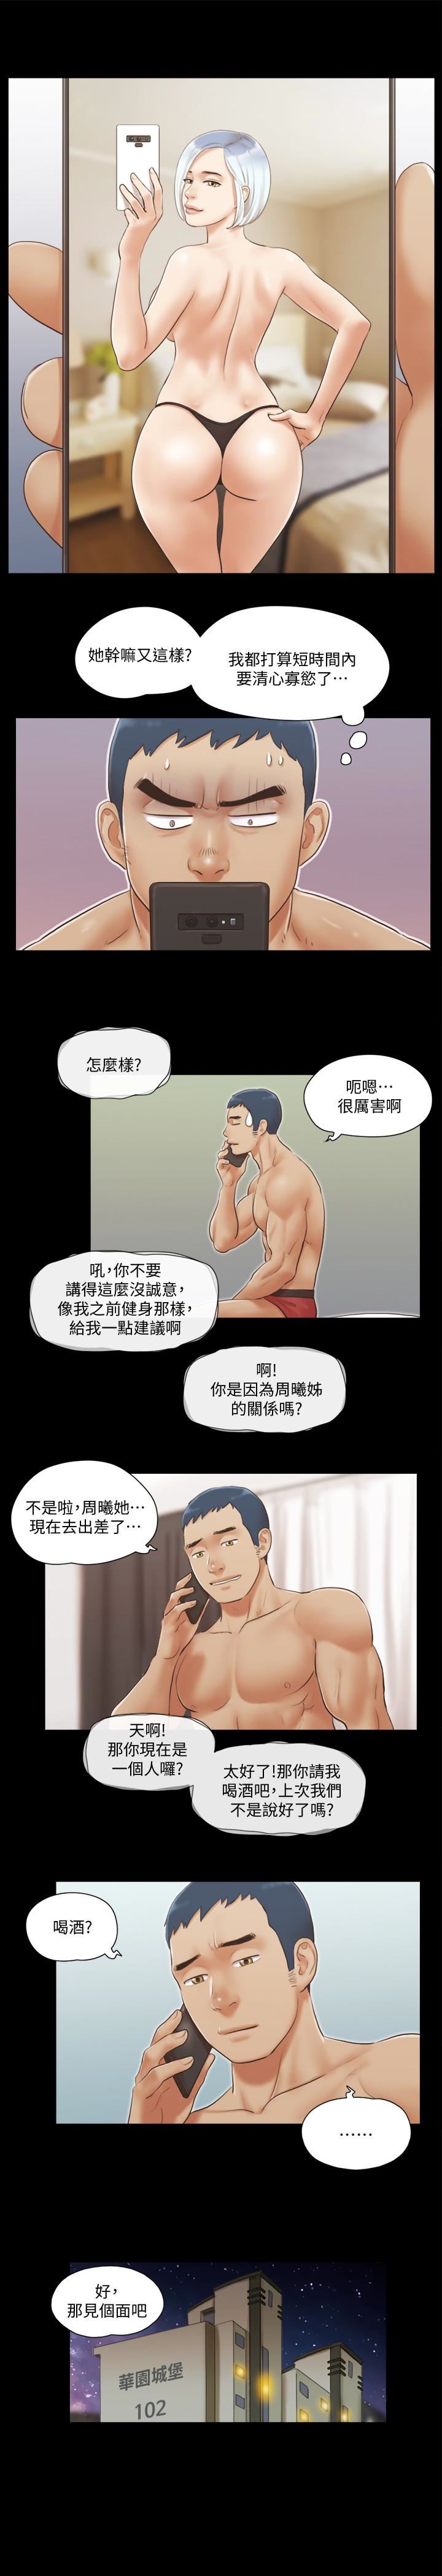 她幹嘛又這樣?
我都打算短時間內
要清心寡慾了…
怎麼樣?
呃嗯…
很厲害啊
吼,你不要
講得這麼沒誠意,
像我之前健身那樣,
給我一點建議啊
啊!
你是因為周曦姊
的關係嗎?
不是啦,周曦她…
現在去出差了…
天啊!
那你現在是
一個人囉?
太好了!那你請我
喝酒吧,上次我們
不是說好了嗎?
喝酒?
……
好,
那見個面吧
華園城堡
102